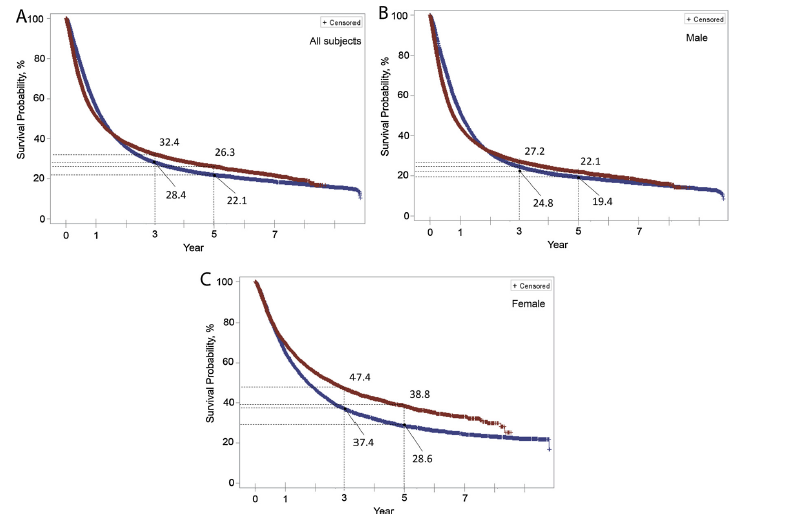 A
100
80
60
40
20
0
Survival Probability, %
+ Censored
All subjects
32.4
26.3
28.4
22.1
0 1 3 5 7
Year
B
100
80
60
40
20
0
Survival Probability, %
+ Censored
Male
27.2
22.1
24.8
19.4
0 1 3 5 7
Year
C
100
80
60
40
20
0
Survival Probability, %
+ Censored
Female
47.4
38.8
37.4
28.6
0 1 3 5 7
Year